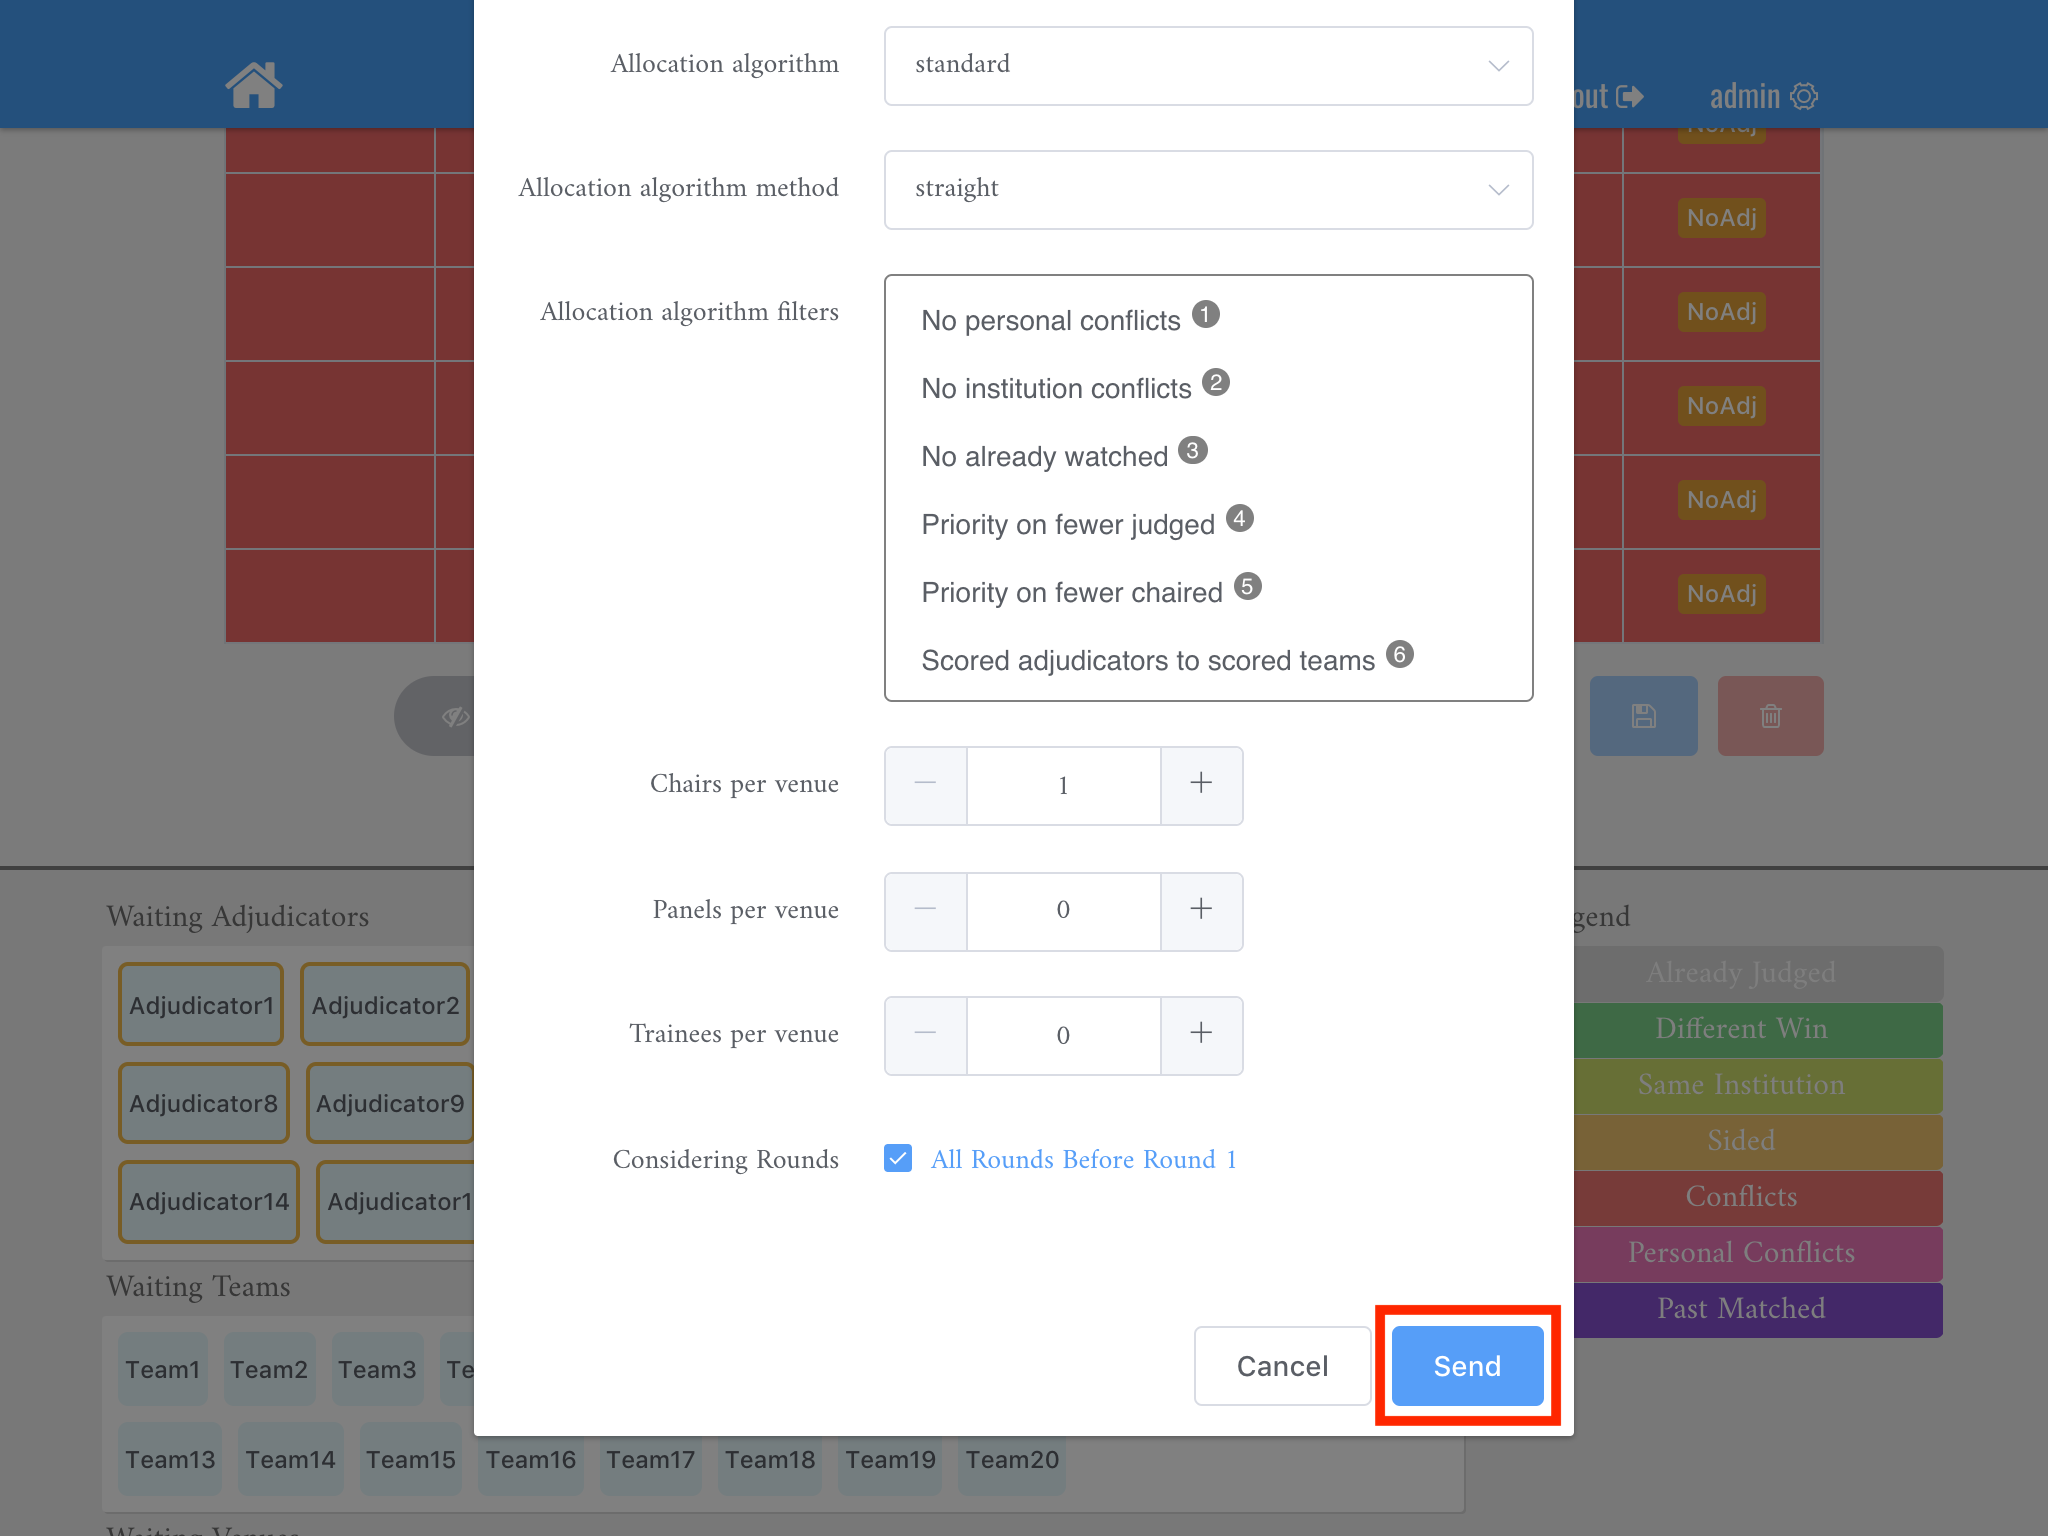 Allocation algorithm standard
out admin
NoAdj
Allocation algorithm method straight
NoAdj
Allocation algorithm filters
No personal conflicts 1
NoAdj
No institution conflicts 2
NoAdj
No already watched 3
Priority on fewer judged 4
NoAdj
Priority on fewer chaired 5
NoAdj
Scored adjudicators to scored teams 6
Chairs per venue − 1 +
Panels per venue − 0 +
Trainees per venue − 0 +
Considering Rounds All Rounds Before Round 1
Cancel Send
Waiting Adjudicators
Adjudicator1 Adjudicator2
Adjudicator8 Adjudicator9
Adjudicator14 Adjudicator1
Waiting Teams
Team1 Team2 Team3 Te
Team13 Team14 Team15 Team16 Team17 Team18 Team19 Team20
Waiting Venues
gend
Already Judged
Different Win
Same Institution
Sided
Conflicts
Personal Conflicts
Past Matched